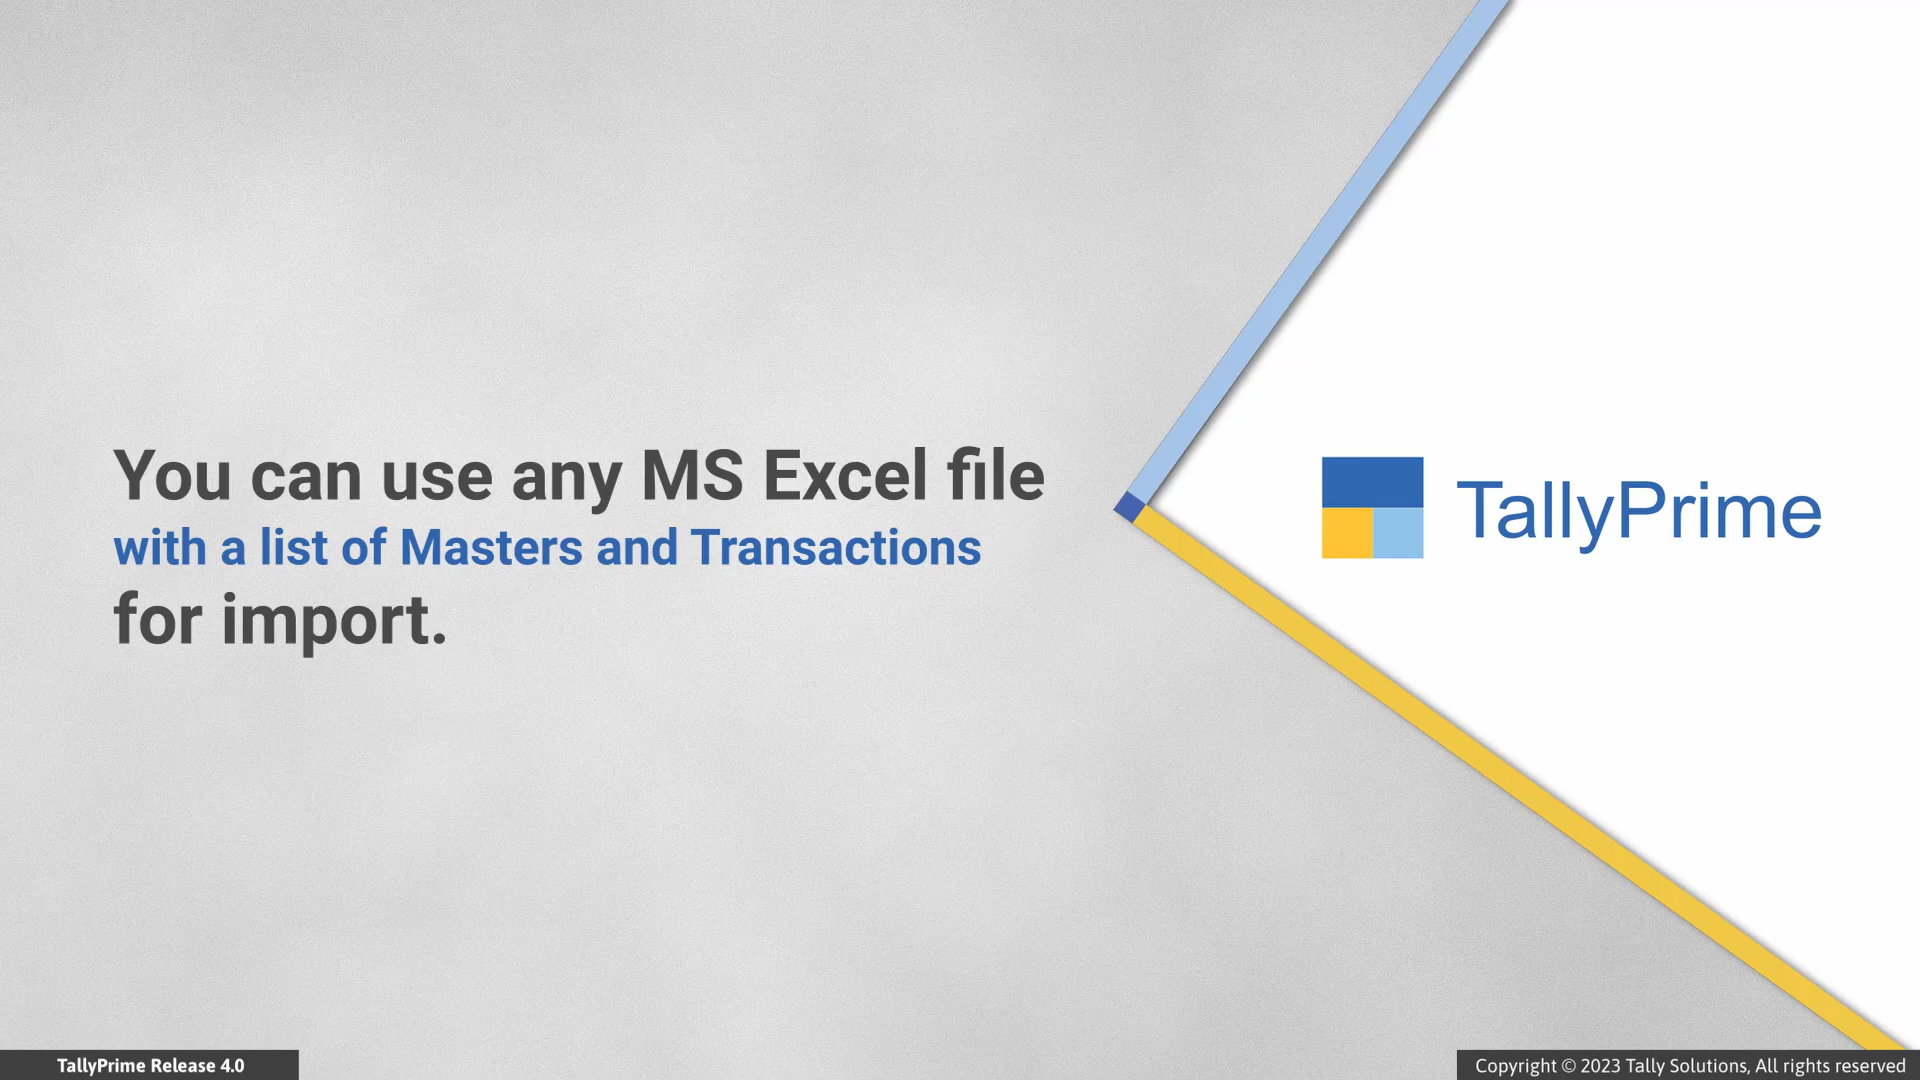 You can use any MS Excel file
with a list of Masters and Transactions
for import.
TallyPrime
TallyPrime Release 4.0
Copyright © 2023 Tally Solutions, All rights reserved